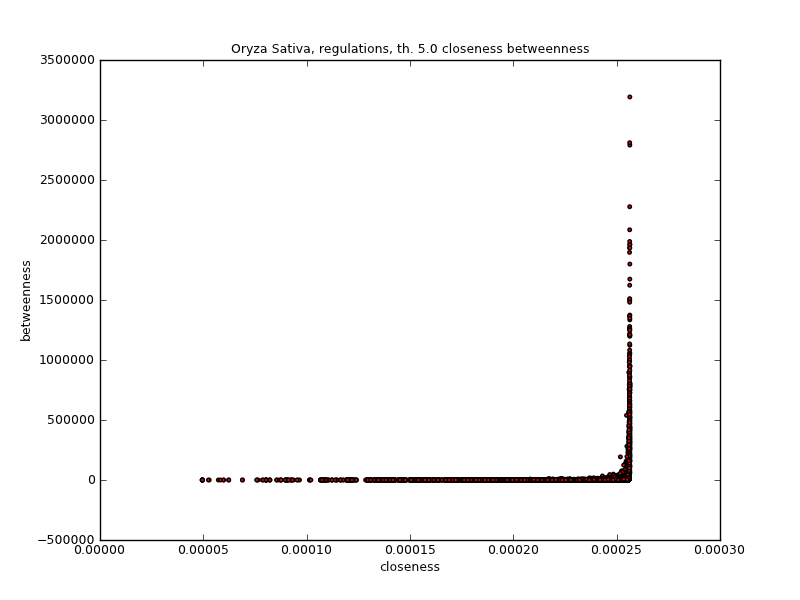 Oryza Sativa, regulations, th. 5.0 closeness betweenness
3500000
3000000
2500000
2000000
1500000
1000000
500000
0
−500000
betweenness
0.00000 0.00005 0.00010 0.00015 0.00020 0.00025 0.00030
closeness